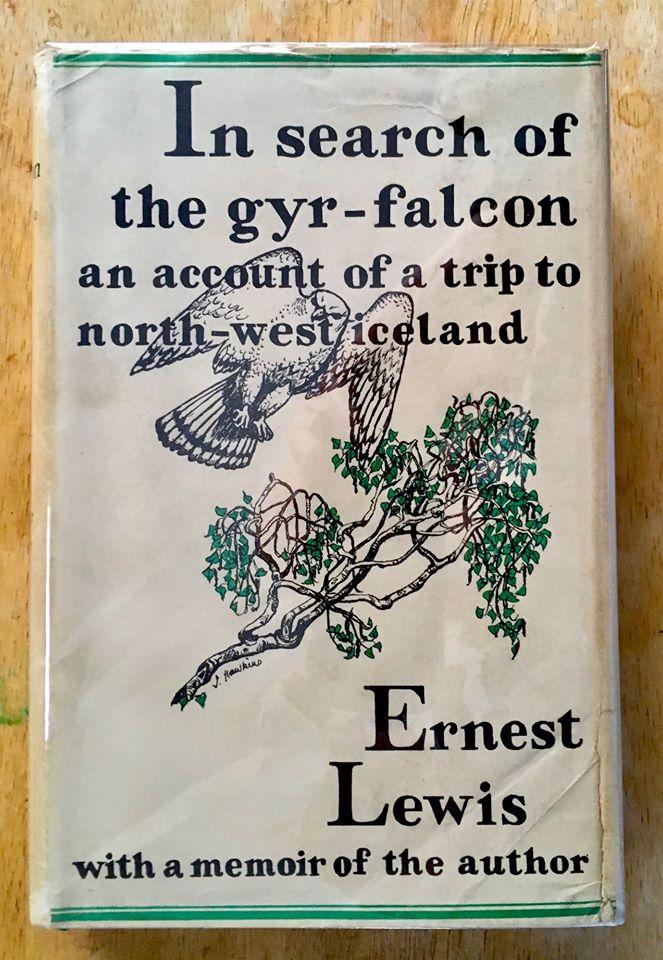 In search of
the gyr-falcon
an account of a trip to
north-west iceland
J. Hawkins
Ernest
Lewis
with a memoir of the author